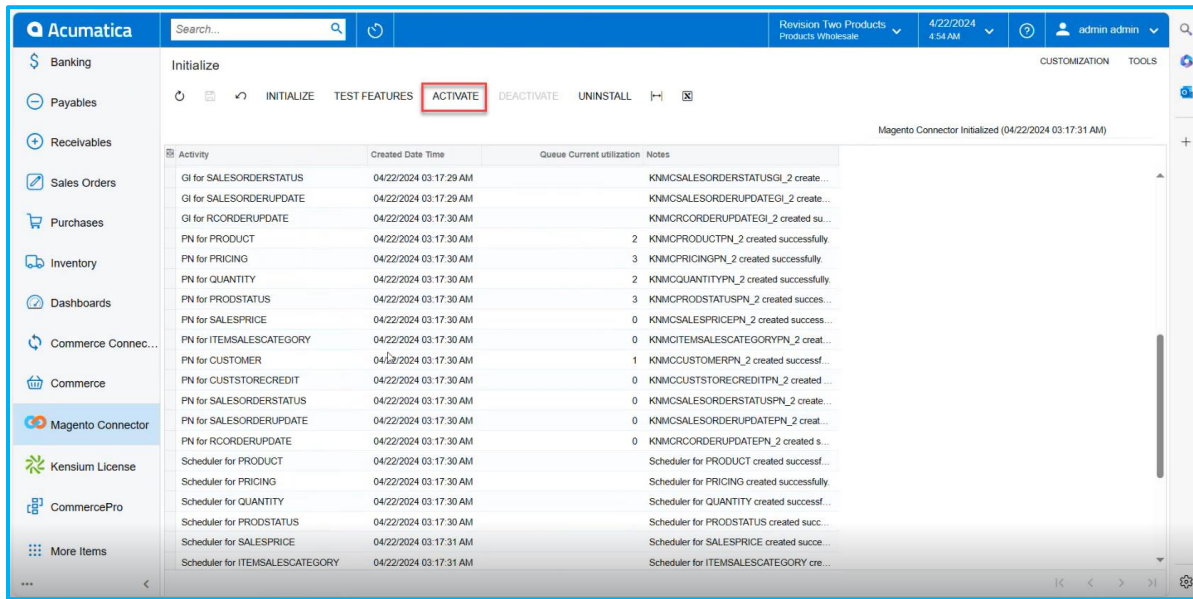 Acumatica
Search...
Revision Two Products
Products Wholesale
4/22/2024
4:54 AM
admin admin
Banking
Payables
Receivables
Sales Orders
Purchases
Inventory
Dashboards
Commerce Connec...
Commerce
Magento Connector
Kensium License
CommercePro
More Items
Initialize
CUSTOMIZATION TOOLS
INITIALIZE TEST FEATURES ACTIVATE DEACTIVATE UNINSTALL
Magento Connector Initialized (04/22/2024 03:17:31 AM)
Activity Created Date Time Queue Current utilization Notes
GI for SALESORDERSTATUS 04/22/2024 03:17:29 AM KNMCSALESORDERSTATUSGI_2 create...
GI for SALESORDERUPDATE 04/22/2024 03:17:29 AM KNMCSALESORDERUPDATEGI_2 create...
GI for RCORDERUPDATE 04/22/2024 03:17:30 AM KNMCRCORDERUPDATEGI_2 created su...
PN for PRODUCT 04/22/2024 03:17:30 AM 2 KNMCPRODUCTPN_2 created successfully.
PN for PRICING 04/22/2024 03:17:30 AM 3 KNMCPRICINGPN_2 created successfully.
PN for QUANTITY 04/22/2024 03:17:30 AM 2 KNMCQUANTITYPN_2 created successfully.
PN for PRODSTATUS 04/22/2024 03:17:30 AM 3 KNMCPRODSTATUSPN_2 created succes...
PN for SALESPRICE 04/22/2024 03:17:30 AM 0 KNMCSALESPRICEPN_2 created success...
PN for ITEMSALESCATEGORY 04/22/2024 03:17:30 AM 0 KNMCITEMSALESCATEGORYPN_2 creat...
PN for CUSTOMER 04/22/2024 03:17:30 AM 1 KNMCCUSTOMERPN_2 created successf...
PN for CUSTSTORECREDIT 04/22/2024 03:17:30 AM 0 KNMCCUSTSTORECREDITPN_2 created ...
PN for SALESORDERSTATUS 04/22/2024 03:17:30 AM 0 KNMCSALESORDERSTATUSPN_2 create...
PN for SALESORDERUPDATE 04/22/2024 03:17:30 AM 0 KNMCSALESORDERUPDATEPN_2 creat...
PN for RCORDERUPDATE 04/22/2024 03:17:30 AM 0 KNMCRCORDERUPDATEPN_2 created s...
Scheduler for PRODUCT 04/22/2024 03:17:30 AM Scheduler for PRODUCT created successf...
Scheduler for PRICING 04/22/2024 03:17:30 AM Scheduler for PRICING created successfully.
Scheduler for QUANTITY 04/22/2024 03:17:30 AM Scheduler for QUANTITY created successf...
Scheduler for PRODSTATUS 04/22/2024 03:17:30 AM Scheduler for PRODSTATUS created succ...
Scheduler for SALESPRICE 04/22/2024 03:17:31 AM Scheduler for SALESPRICE created succe...
Scheduler for ITEMSALESCATEGORY 04/22/2024 03:17:31 AM Scheduler for ITEMSALESCATEGORY cre...